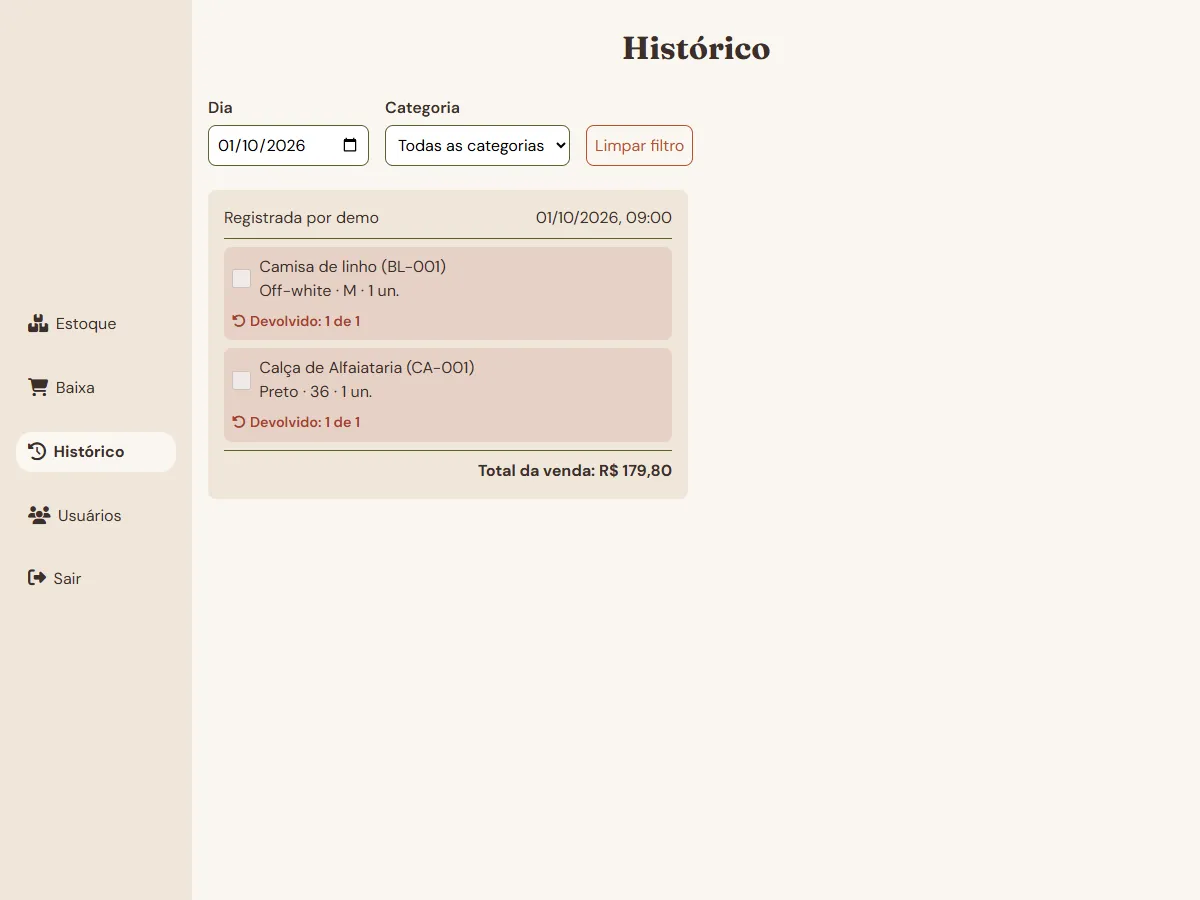 Histórico
Dia
Categoria
01/10/2026
Todas as categorias
Limpar filtro
Registrada por demo
01/10/2026, 09:00
Camisa de linho (BL-001)
Off-white · M · 1 un.
Devolvido: 1 de 1
Calça de Alfaiataria (CA-001)
Preto · 36 · 1 un.
Devolvido: 1 de 1
Total da venda: R$ 179,80
Estoque
Baixa
Histórico
Usuários
Sair